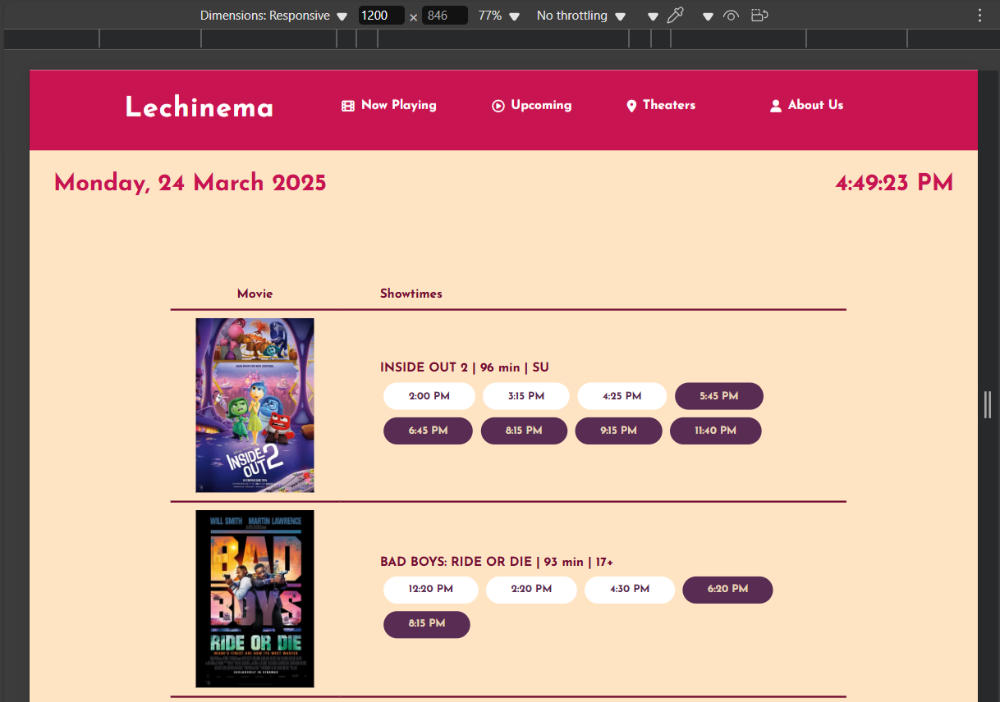 Dimensions: Responsive 1200 × 846 77% No throttling
Lechinema Now Playing Upcoming Theaters About Us
Monday, 24 March 2025 4:49:23 PM
Movie Showtimes
INSIDE OUT 2 | 96 min | SU
2:00 PM 3:15 PM 4:25 PM 5:45 PM
6:45 PM 8:15 PM 9:15 PM 11:40 PM
INSIDE OUT 2
WILL SMITH MARTIN LAWRENCE
BAD BOYS
RIDE OR DIE
EXCLUSIVELY IN CINEMAS
BAD BOYS: RIDE OR DIE | 93 min | 17+
12:20 PM 2:20 PM 4:30 PM 6:20 PM
8:15 PM